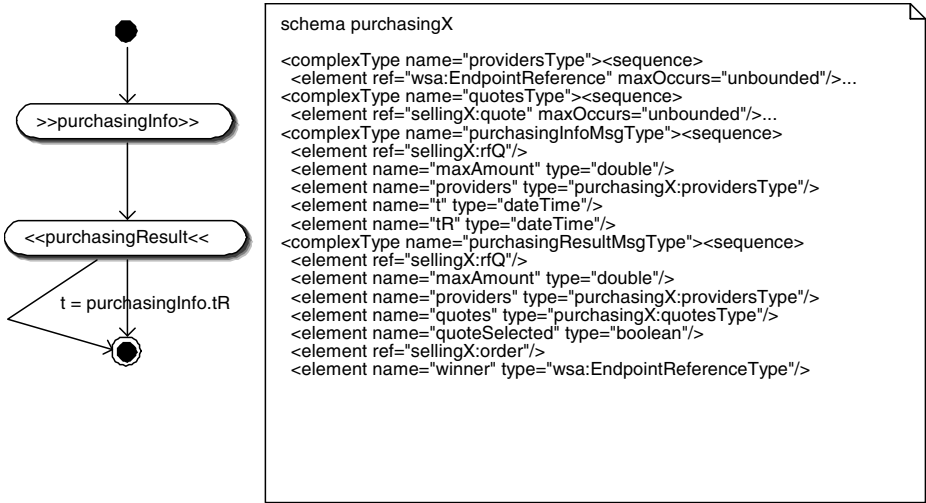 >>purchasingInfo>>
<<purchasingResult<<
t = purchasingInfo.tR
schema purchasingX
<complexType name="providersType"><sequence>
<element ref="wsa:EndpointReference" maxOccurs="unbounded"/>...
<complexType name="quotesType"><sequence>
<element ref="sellingX:quote" maxOccurs="unbounded"/>...
<complexType name="purchasingInfoMsgType"><sequence>
<element ref="sellingX:rfQ"/>
<element name="maxAmount" type="double"/>
<element name="providers" type="purchasingX:providersType"/>
<element name="t" type="dateTime"/>
<element name="tR" type="dateTime"/>
<complexType name="purchasingResultMsgType"><sequence>
<element ref="sellingX:rfQ"/>
<element name="maxAmount" type="double"/>
<element name="providers" type="purchasingX:providersType"/>
<element name="quotes" type="purchasingX:quotesType"/>
<element name="quoteSelected" type="boolean"/>
<element ref="sellingX:order"/>
<element name="winner" type="wsa:EndpointReferenceType"/>